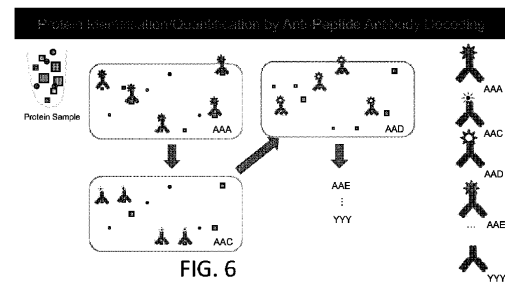 Protein Identification/Quantification by Anti-Peptide Antibody Decoding
Protein Sample
AAA
AAD
AAC
AAE
⋮
YYY
AAA
AAC
AAD
AAE
...
YYY
FIG. 6